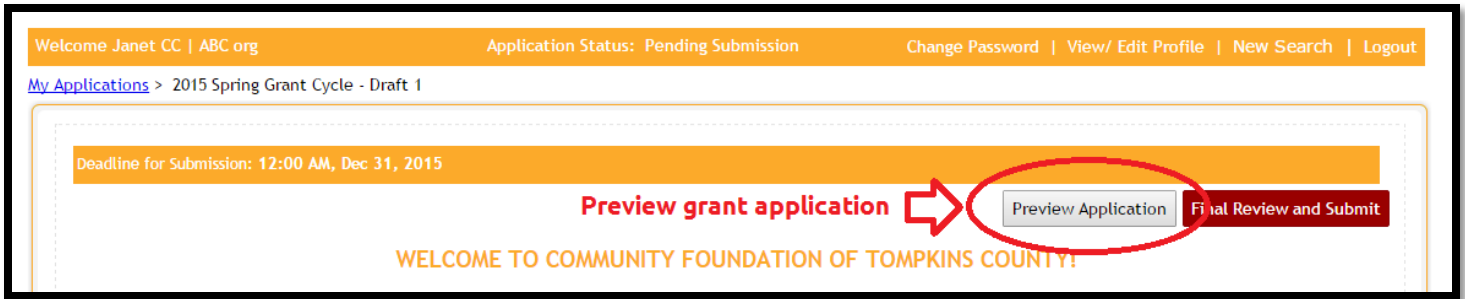 Welcome Janet CC | ABC org Application Status: Pending Submission Change Password | View/ Edit Profile | New Search | Logout
My Applications > 2015 Spring Grant Cycle - Draft 1
Deadline for Submission: 12:00 AM, Dec 31, 2015
Preview grant application Preview Application Final Review and Submit
WELCOME TO COMMUNITY FOUNDATION OF TOMPKINS COUNTY!